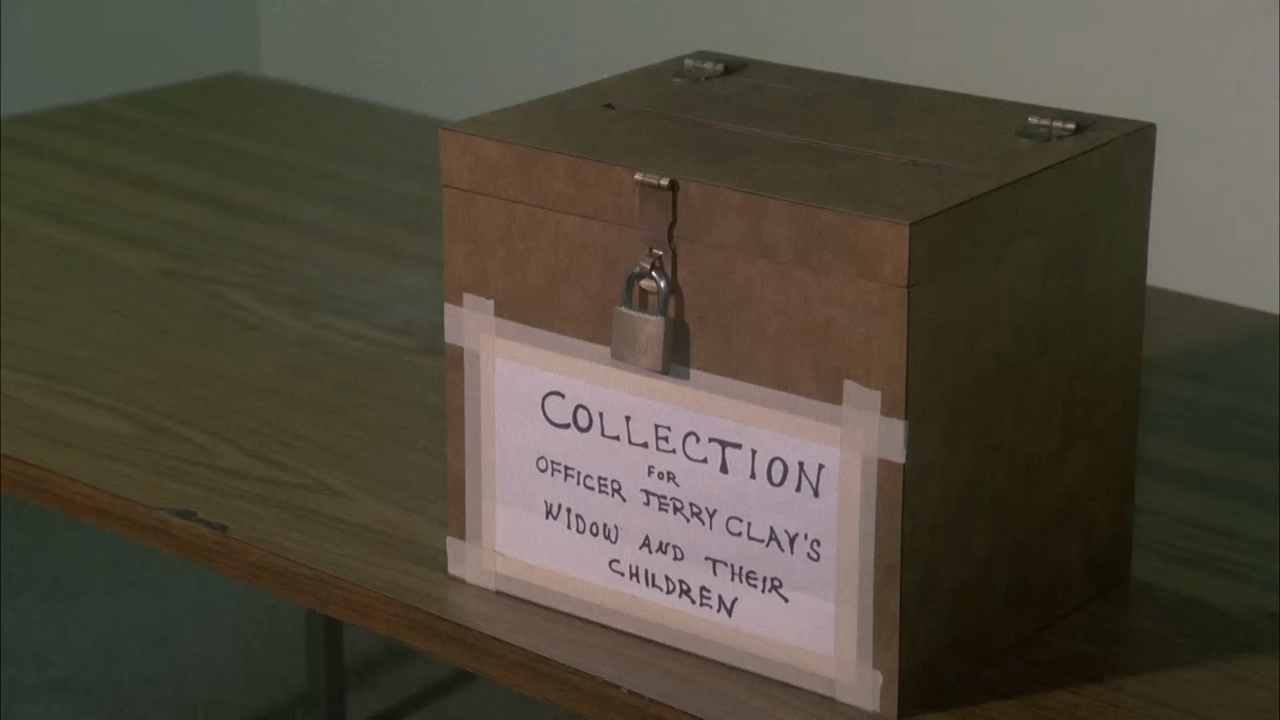 COLLECTION
FOR
OFFICER JERRY CLAY'S
WIDOW AND THEIR
CHILDREN